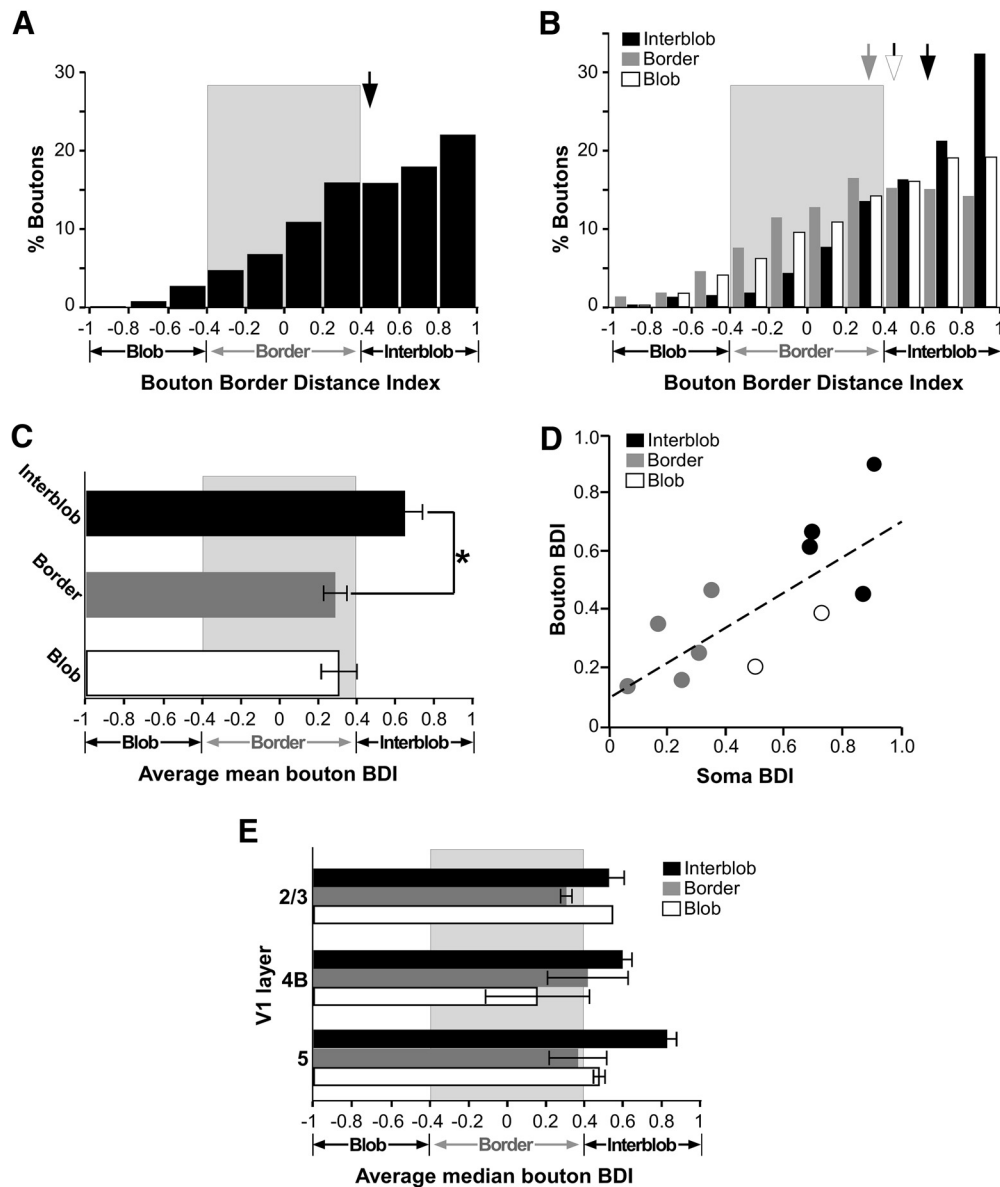 A
30
20
10
0
% Boutons
-1 -0.8 -0.6 -0.4 -0.2 0 0.2 0.4 0.6 0.8 1
Blob Border Interblob
Bouton Border Distance Index
B
Interblob
Border
Blob
30
20
10
0
% Boutons
-1 -0.8 -0.6 -0.4 -0.2 0 0.2 0.4 0.6 0.8 1
Blob Border Interblob
Bouton Border Distance Index
C
Interblob
Border
Blob
*
-1 -0.8 -0.6 -0.4 -0.2 0 0.2 0.4 0.6 0.8 1
Blob Border Interblob
Average mean bouton BDI
D
Interblob
Border
Blob
1.0
0.8
0.6
0.4
0.2
0
Bouton BDI
0 0.2 0.4 0.6 0.8 1.0
Soma BDI
E
Interblob
Border
Blob
2/3
4B
5
V1 layer
-1 -0.8 -0.6 -0.4 -0.2 0 0.2 0.4 0.6 0.8 1
Blob Border Interblob
Average median bouton BDI